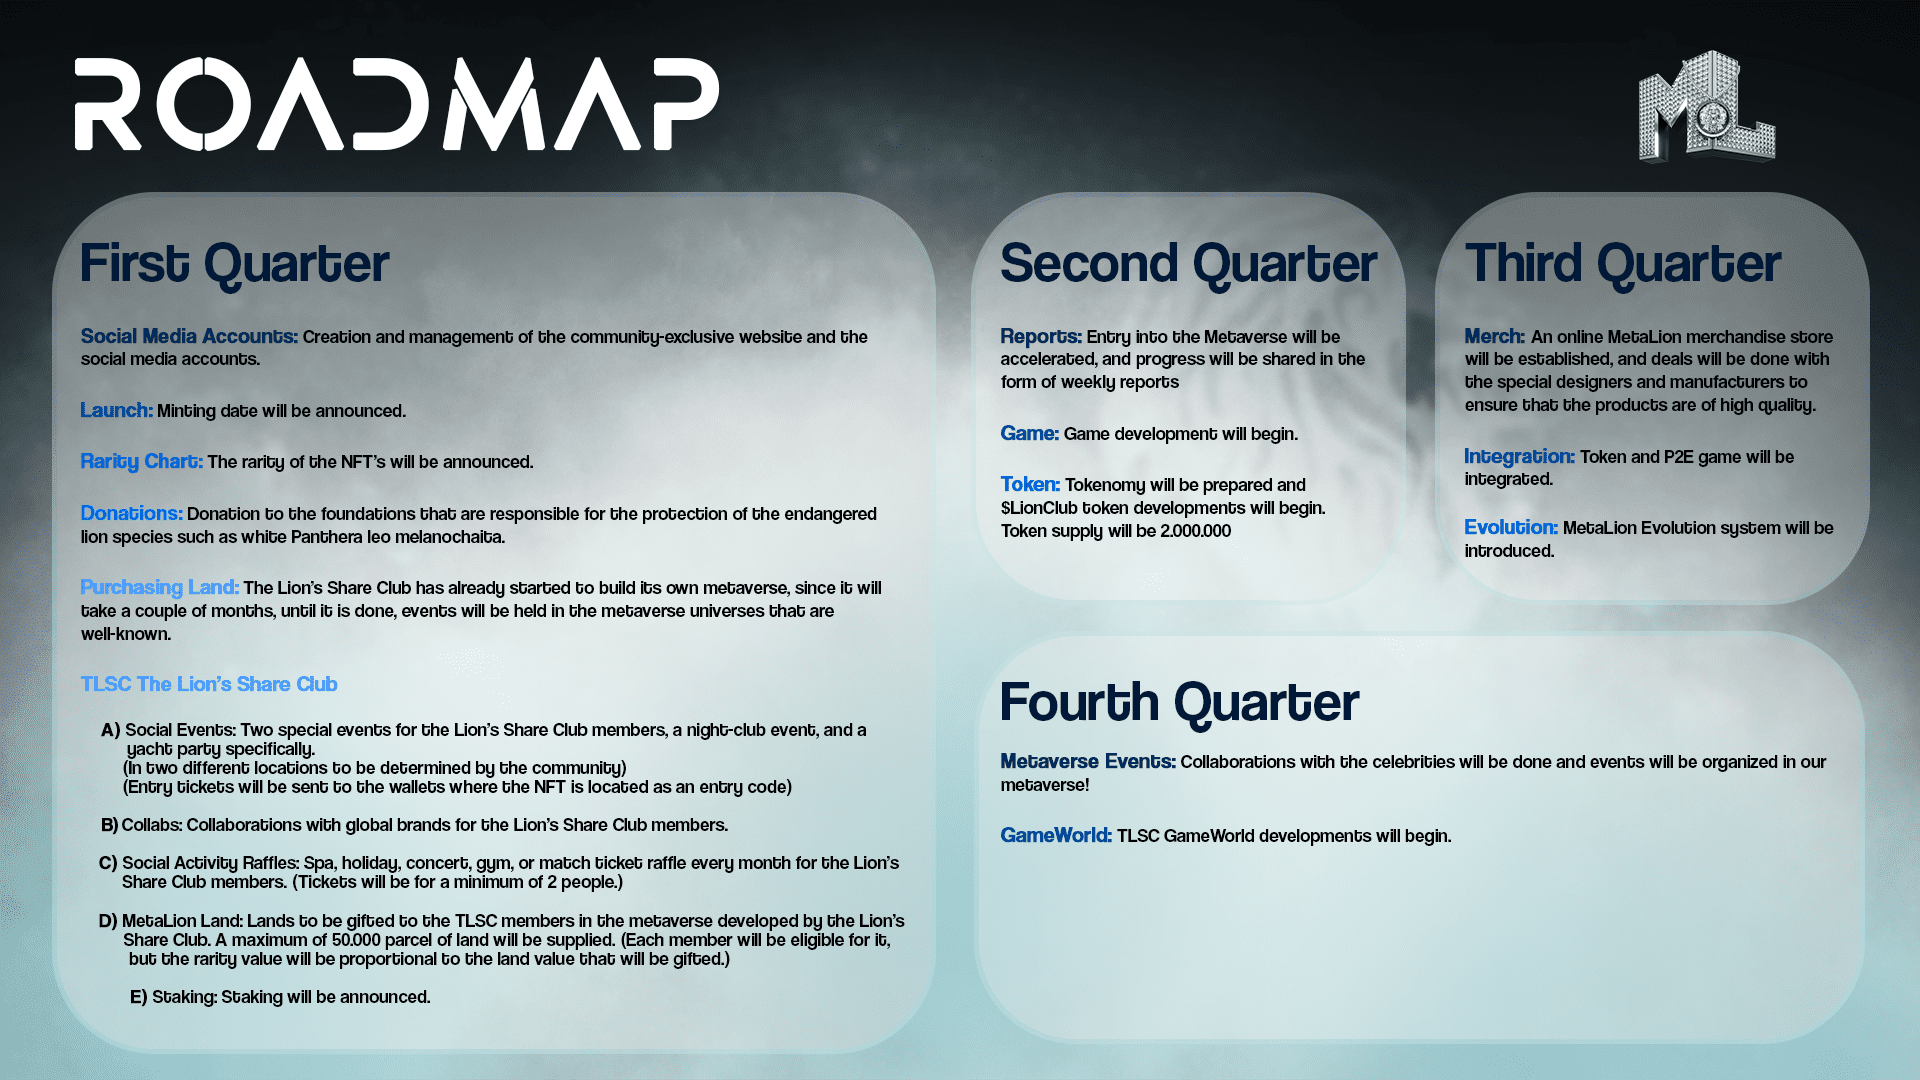 ROADMAP
ML
First Quarter
Social Media Accounts: Creation and management of the community-exclusive website and the
social media accounts.
Launch: Minting date will be announced.
Rarity Chart: The rarity of the NFT's will be announced.
Donations: Donation to the foundations that are responsible for the protection of the endangered
lion species such as white Panthera leo melanochaita.
Purchasing Land: The Lion's Share Club has already started to build its own metaverse, since it will
take a couple of months, until it is done, events will be held in the metaverse universes that are
well-known.
TLSC The Lion's Share Club
A) Social Events: Two special events for the Lion's Share Club members, a night-club event, and a
yacht party specifically.
(In two different locations to be determined by the community)
(Entry tickets will be sent to the wallets where the NFT is located as an entry code)
B) Collabs: Collaborations with global brands for the Lion's Share Club members.
C) Social Activity Raffles: Spa, holiday, concert, gym, or match ticket raffle every month for the Lion's
Share Club members. (Tickets will be for a minimum of 2 people.)
D) MetaLion Land: Lands to be gifted to the TLSC members in the metaverse developed by the Lion's
Share Club. A maximum of 50.000 parcel of land will be supplied. (Each member will be eligible for it,
but the rarity value will be proportional to the land value that will be gifted.)
E) Staking: Staking will be announced.
Second Quarter
Reports: Entry into the Metaverse will be
accelerated, and progress will be shared in the
form of weekly reports
Game: Game development will begin.
Token: Tokenomy will be prepared and
$LionClub token developments will begin.
Token supply will be 2.000.000
Third Quarter
Merch: An online MetaLion merchandise store
will be established, and deals will be done with
the special designers and manufacturers to
ensure that the products are of high quality.
Integration: Token and P2E game will be
integrated.
Evolution: MetaLion Evolution system will be
introduced.
Fourth Quarter
Metaverse Events: Collaborations with the celebrities will be done and events will be organized in our
metaverse!
GameWorld: TLSC GameWorld developments will begin.